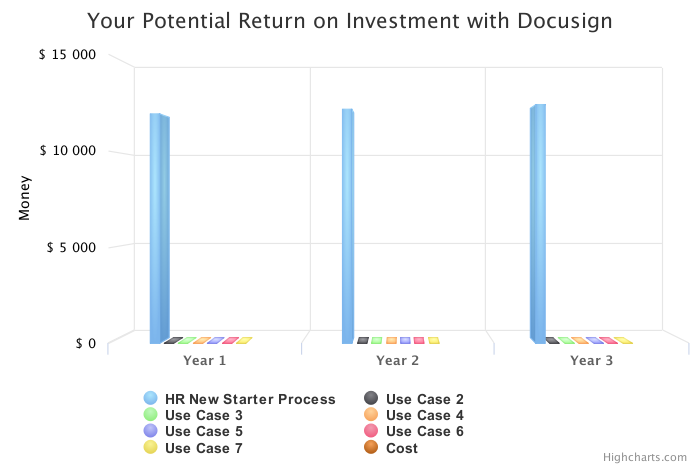 Your Potential Return on Investment with Docusign
$ 15 000
$ 10 000
$ 5 000
$ 0
Money
Year 1
Year 2
Year 3
HR New Starter Process
Use Case 2
Use Case 3
Use Case 4
Use Case 5
Use Case 6
Use Case 7
Cost
Highcharts.com